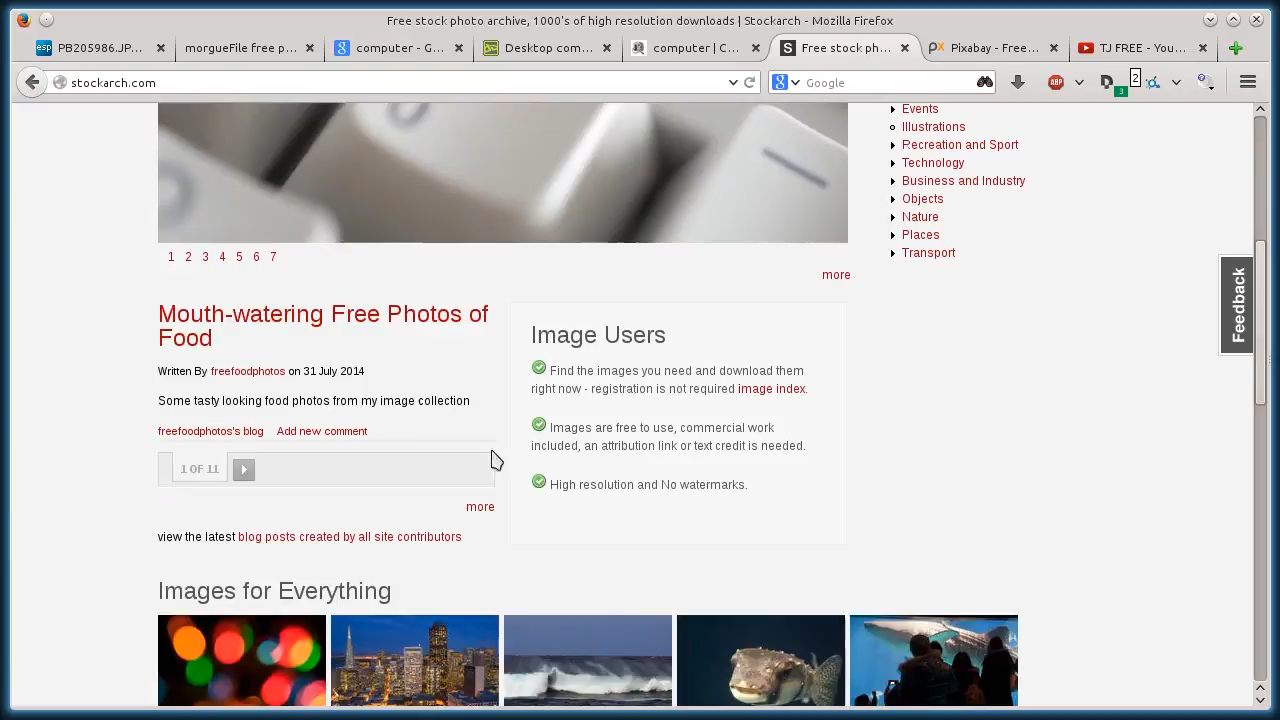 Free stock photo archive, 1000's of high resolution downloads | Stockarch - Mozilla Firefox
esp PB205986.JP...
morgueFile free p...
computer - G...
Desktop com...
computer | C...
S Free stock ph...
PX Pixabay - Free...
TJ FREE - You...
stockarch.com
Google
ABP
D
3
2
Events
Illustrations
Recreation and Sport
Technology
Business and Industry
Objects
Nature
Places
Transport
1 2 3 4 5 6 7
more
Feedback
Mouth-watering Free Photos of
Food
Written By freefoodphotos on 31 July 2014
Some tasty looking food photos from my image collection
freefoodphotos's blog Add new comment
1 OF 11
more
view the latest blog posts created by all site contributors
Image Users
Find the images you need and download them
right now - registration is not required image index.
Images are free to use, commercial work
included, an attribution link or text credit is needed.
High resolution and No watermarks.
Images for Everything